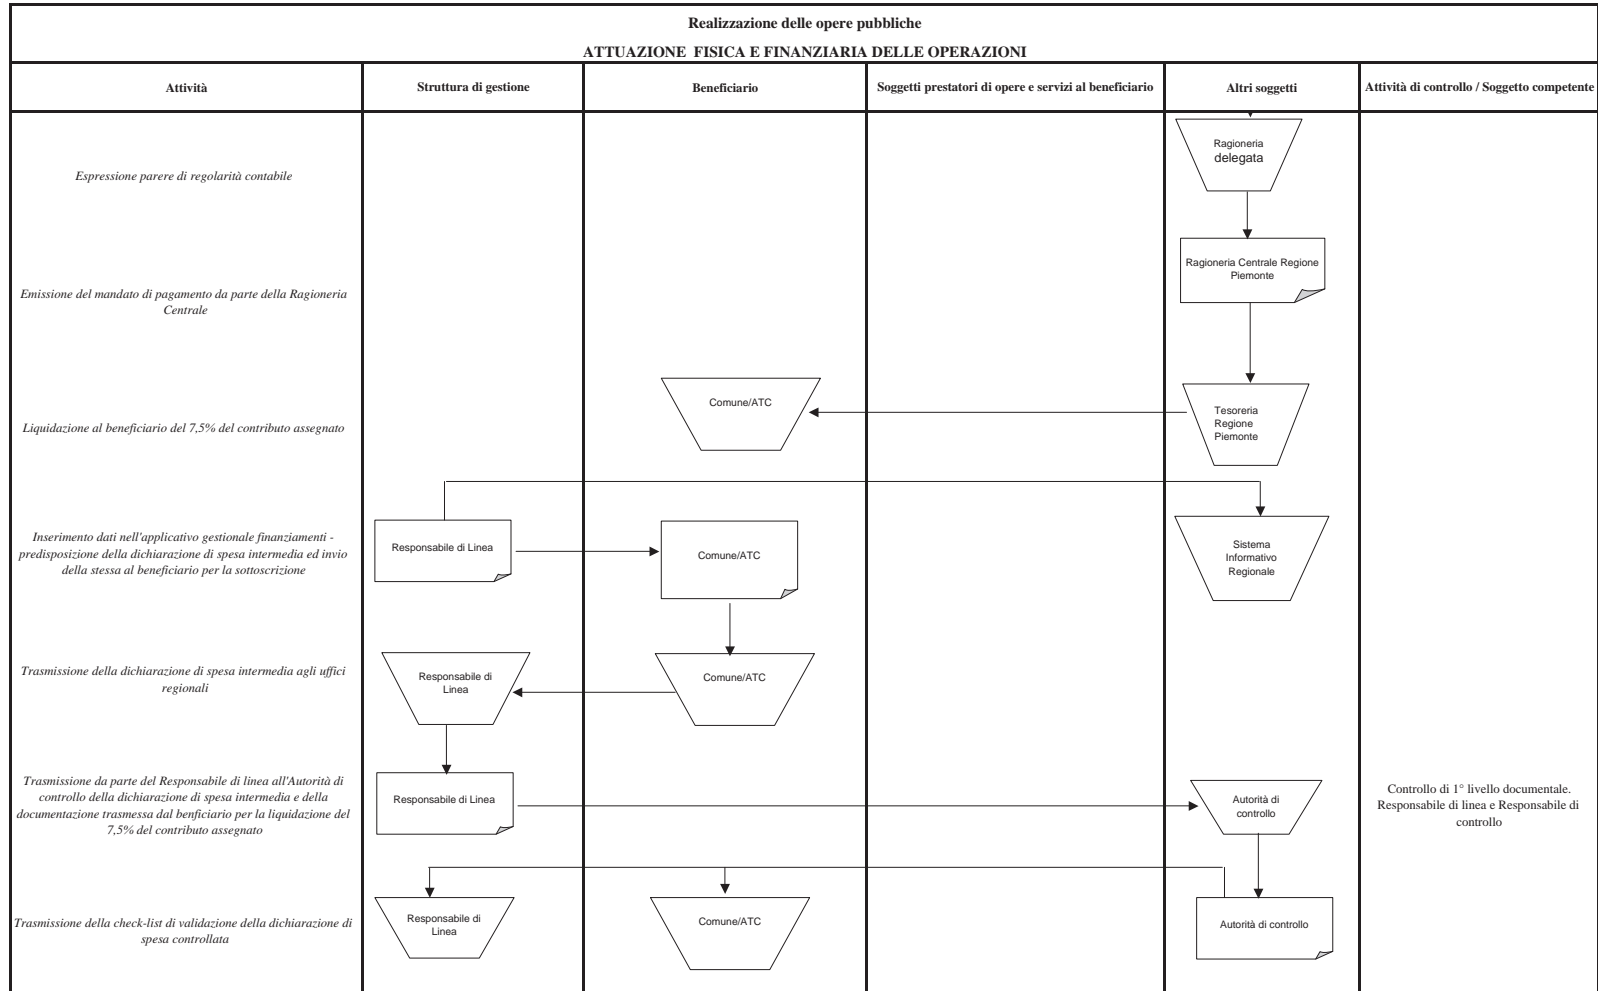 Realizzazione delle opere pubbliche
ATTUAZIONE FISICA E FINANZIARIA DELLE OPERAZIONI
Attività
Struttura di gestione
Beneficiario
Soggetti prestatori di opere e servizi al beneficiario
Altri soggetti
Attività di controllo / Soggetto competente
Espressione parere di regolarità contabile
Ragioneria
delegata
Emissione del mandato di pagamento da parte della Ragioneria
Centrale
Ragioneria Centrale Regione
Piemonte
Liquidazione al beneficiario del 7,5% del contributo assegnato
Comune/ATC
Tesoreria
Regione
Piemonte
Inserimento dati nell'applicativo gestionale finanziamenti -
predisposizione della dichiarazione di spesa intermedia ed invio
della stessa al beneficiario per la sottoscrizione
Responsabile di Linea
Comune/ATC
Sistema
Informativo
Regionale
Trasmissione della dichiarazione di spesa intermedia agli uffici
regionali
Responsabile di
Linea
Comune/ATC
Trasmissione da parte del Responsabile di linea all'Autorità di
controllo della dichiarazione di spesa intermedia e della
documentazione trasmessa dal benficiario per la liquidazione del
7,5% del contributo assegnato
Responsabile di Linea
Autorità di
controllo
Controllo di 1° livello documentale.
Responsabile di linea e Responsabile di
controllo
Trasmissione della check-list di validazione della dichiarazione di
spesa controllata
Responsabile di
Linea
Comune/ATC
Autorità di controllo